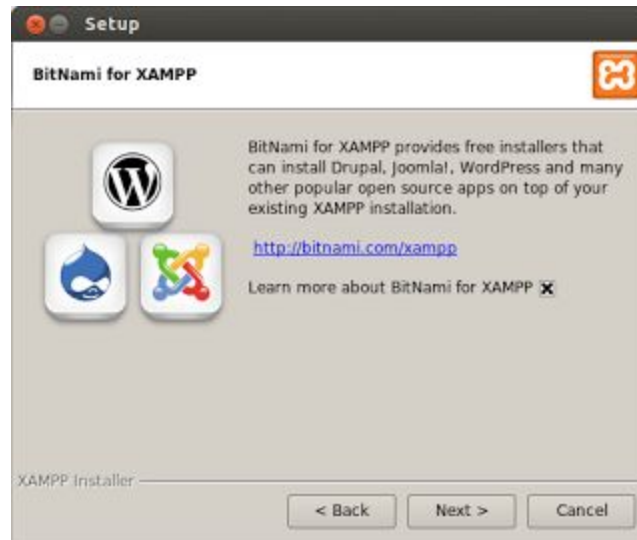 Setup
BitNami for XAMPP
BitNami for XAMPP provides free installers that
can install Drupal, Joomla!, WordPress and many
other popular open source apps on top of your
existing XAMPP installation.
http://bitnami.com/xampp
Learn more about BitNami for XAMPP
XAMPP Installer
< Back
Next >
Cancel